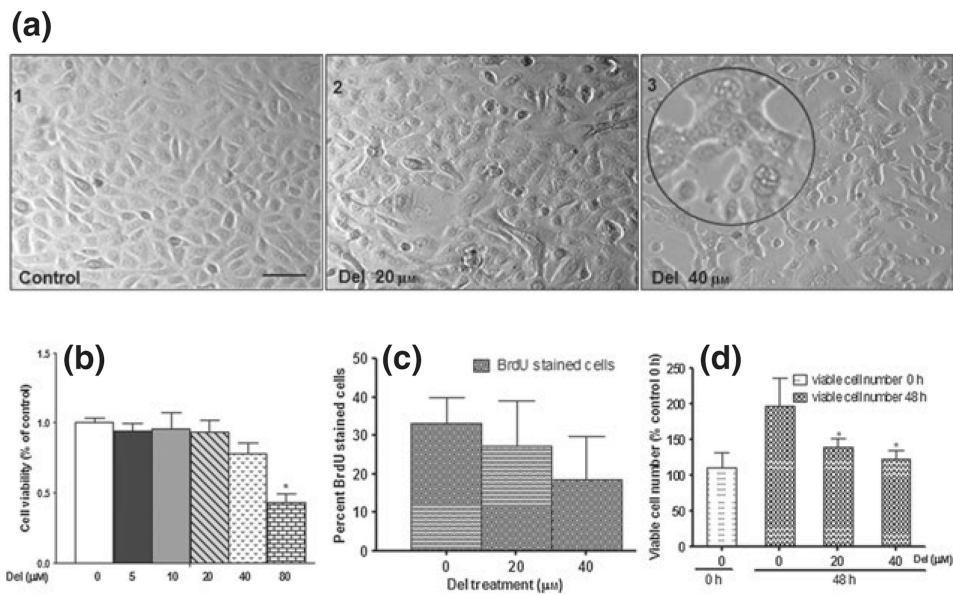 (a)
1
2
3
Control
Del 20 μM
Del 40 μM
(b)
Cell viability (% of control)
1.5
1.0
0.5
0.0
*
Del (μM) 0 5 10 20 40 80
(c)
Percent BrdU stained cells
50
40
30
20
10
0
BrdU stained cells
0 20 40
Del treatment (μM)
(d)
Viable cell number (% control 0 h)
250
200
150
100
50
0
viable cell number 0 h
viable cell number 48 h
* *
0 0 20 40 Del (μM)
0 h 48 h